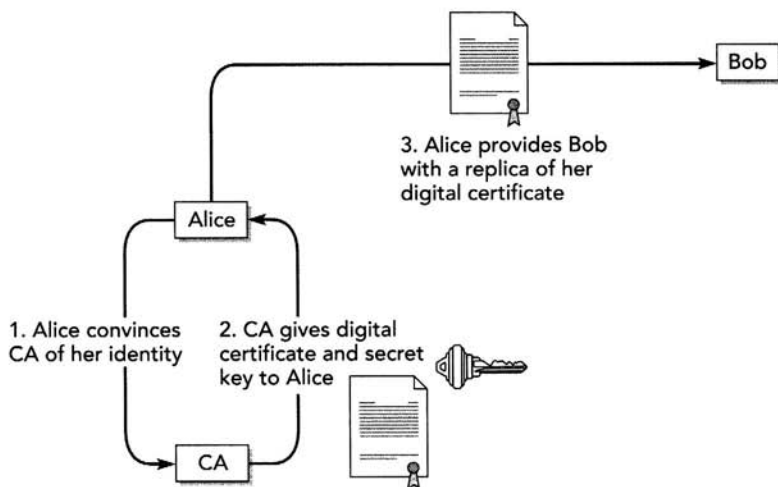 Bob
3. Alice provides Bob
with a replica of her
digital certificate
Alice
1. Alice convinces
CA of her identity
2. CA gives digital
certificate and secret
key to Alice
CA